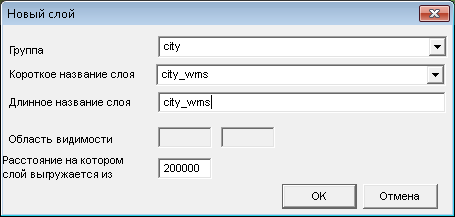 Новый слой
Группа
city
Короткое название слоя
city_wms
Длинное название слоя
city_wms
Область видимости
Расстояние на котором
слой выгружается из
200000
OK
Отмена